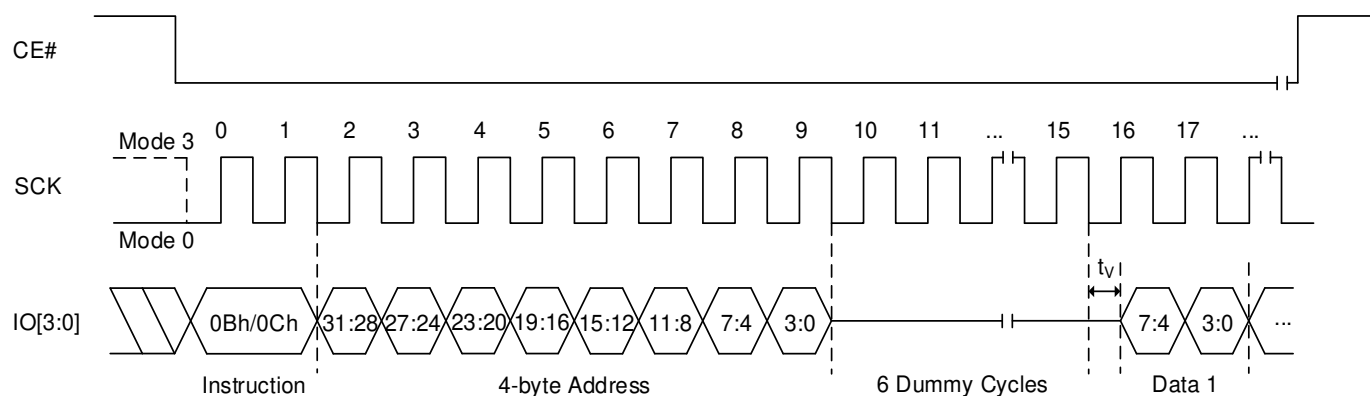 CE#
Mode 3 0 1 2 3 4 5 6 7 8 9 10 11 ... 15 16 17 ...
SCK
Mode 0
tV
IO[3:0] 0Bh/0Ch 31:28 27:24 23:20 19:16 15:12 11:8 7:4 3:0 7:4 3:0 ...
Instruction 4-byte Address 6 Dummy Cycles Data 1